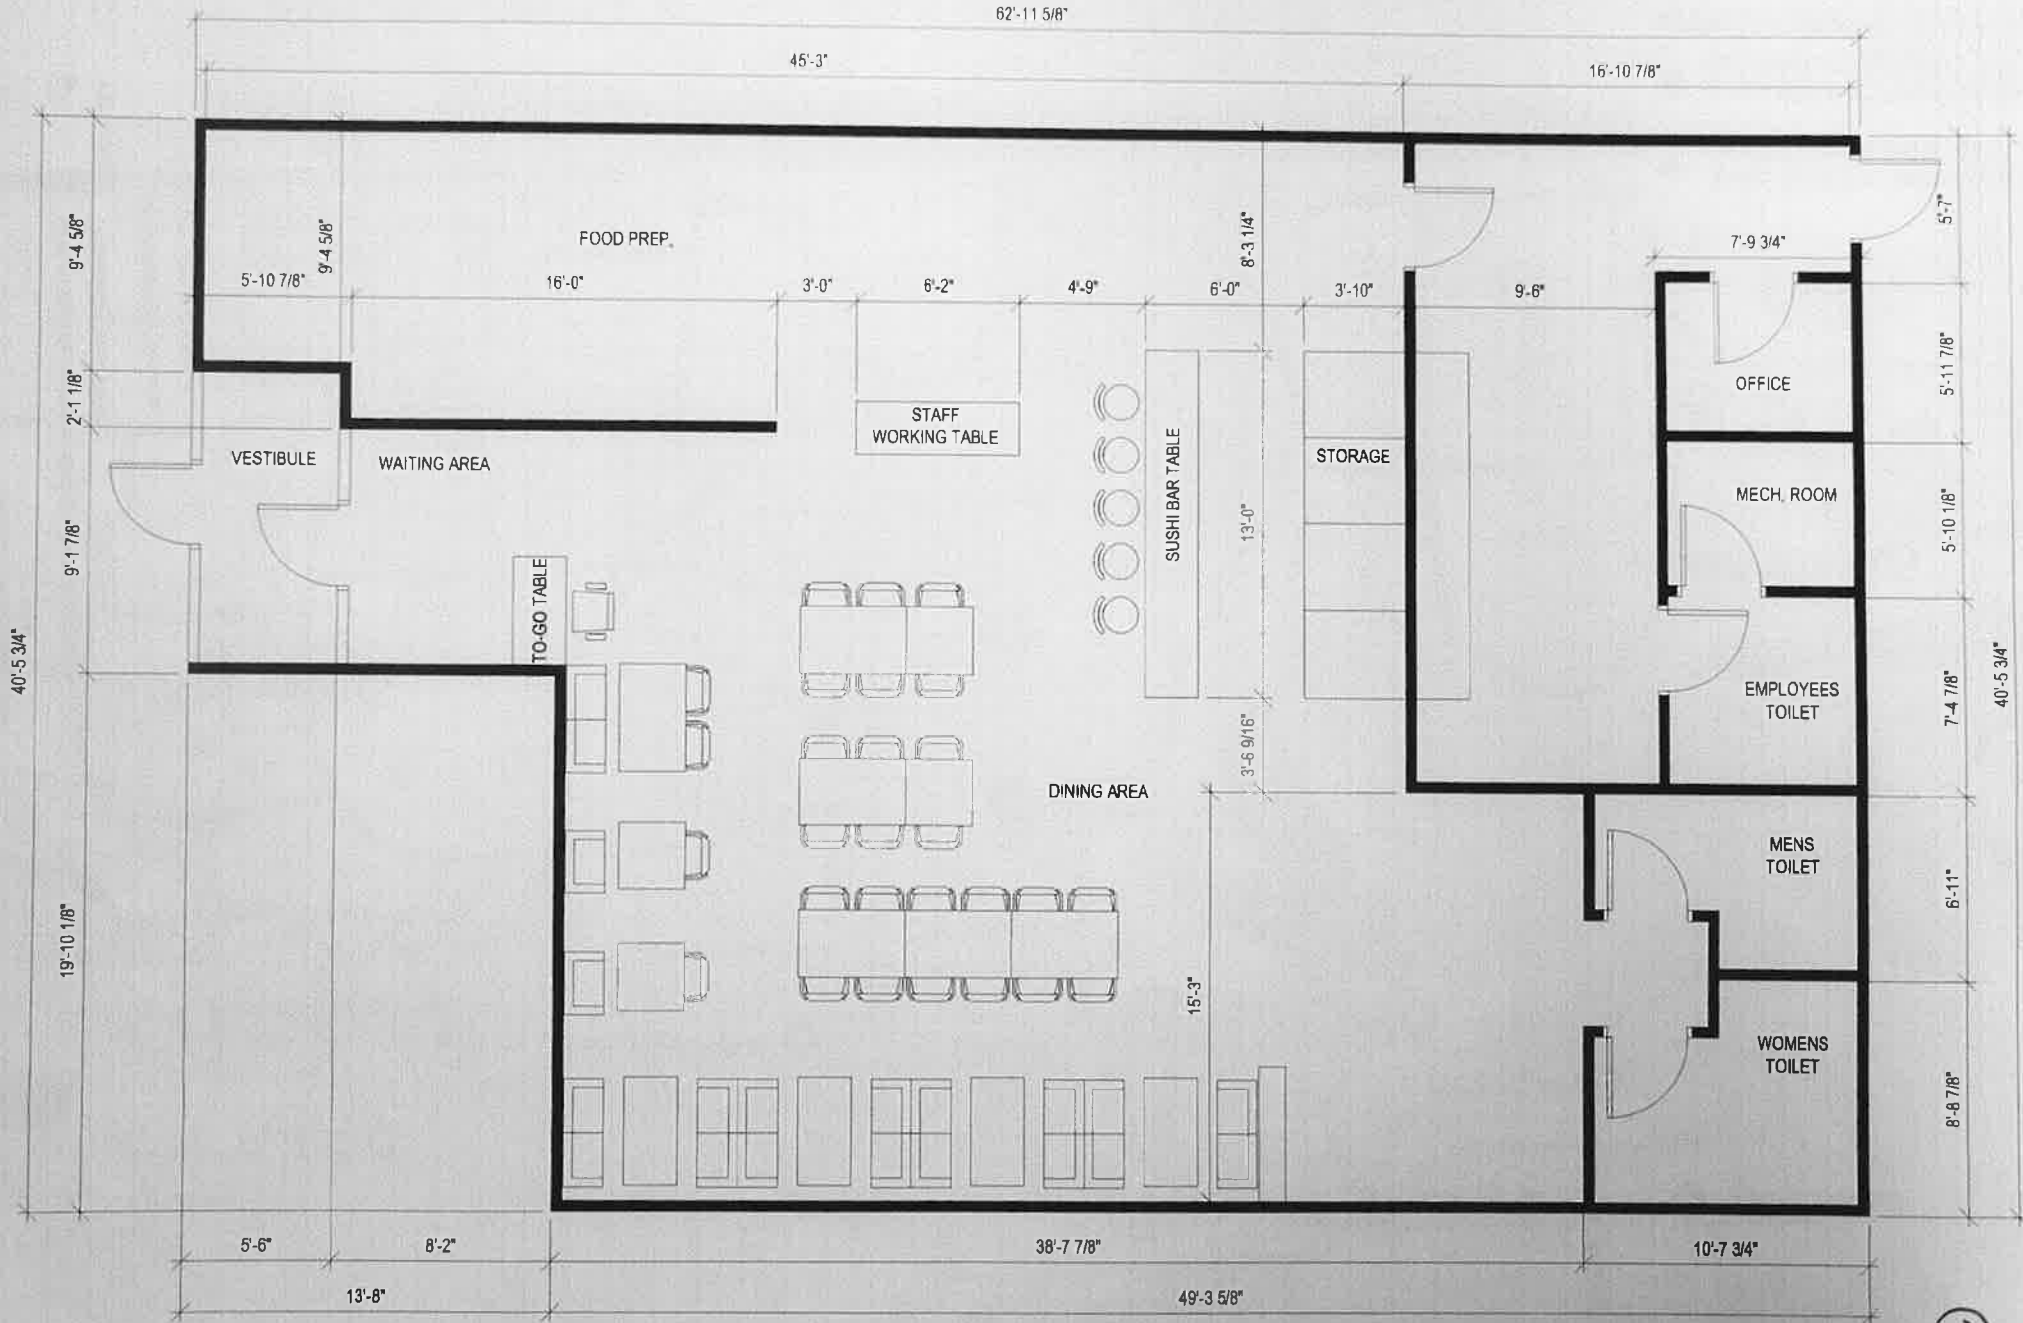 62'-11 5/8"
45'-3"
16'-10 7/8"
9'-4 5/8"
9'-4 5/8"
FOOD PREP.
8'-3 1/4"
5'-7"
7'-9 3/4"
5'-10 7/8"
16'-0"
3'-0"
6'-2"
4'-9"
6'-0"
3'-10"
9'-6"
2'-1 1/8"
5'-11 7/8"
OFFICE
STAFF
WORKING TABLE
VESTIBULE
WAITING AREA
SUSHI BAR TABLE
STORAGE
MECH. ROOM
13'-0"
5'-10 1/8"
9'-1 7/8"
TO-GO TABLE
40'-5 3/4"
40'-5 3/4"
EMPLOYEES
TOILET
7'-4 7/8"
3'-6 9/16"
DINING AREA
MENS
TOILET
6'-11"
19'-10 1/8"
15'-3"
WOMENS
TOILET
8'-8 7/8"
5'-6"
8'-2"
38'-7 7/8"
10'-7 3/4"
13'-8"
49'-3 5/8"